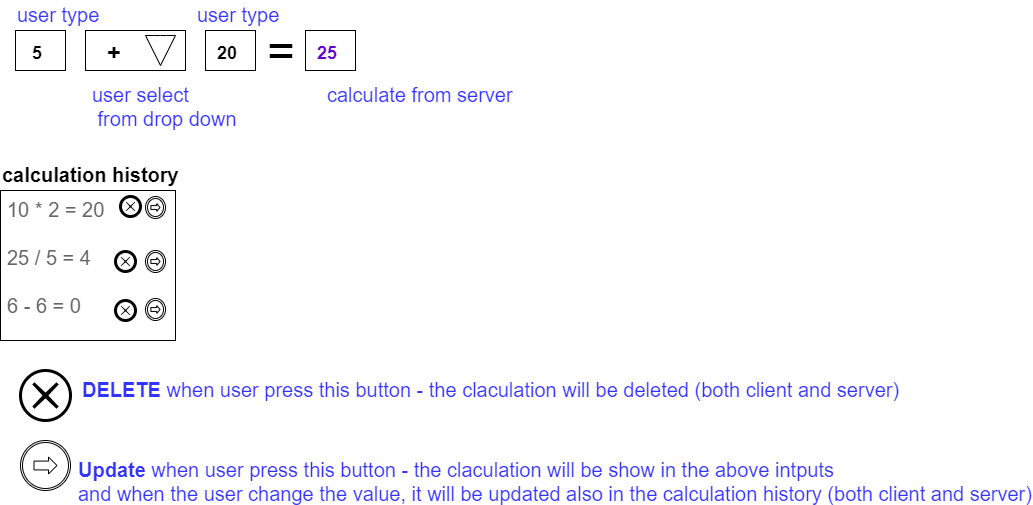 user type user type
5 + 20 = 25
user select calculate from server
from drop down
calculation history
10 * 2 = 20
25 / 5 = 4
6 - 6 = 0
DELETE when user press this button - the claculation will be deleted (both client and server)
Update when user press this button - the claculation will be show in the above intputs
and when the user change the value, it will be updated also in the calculation history (both client and server)